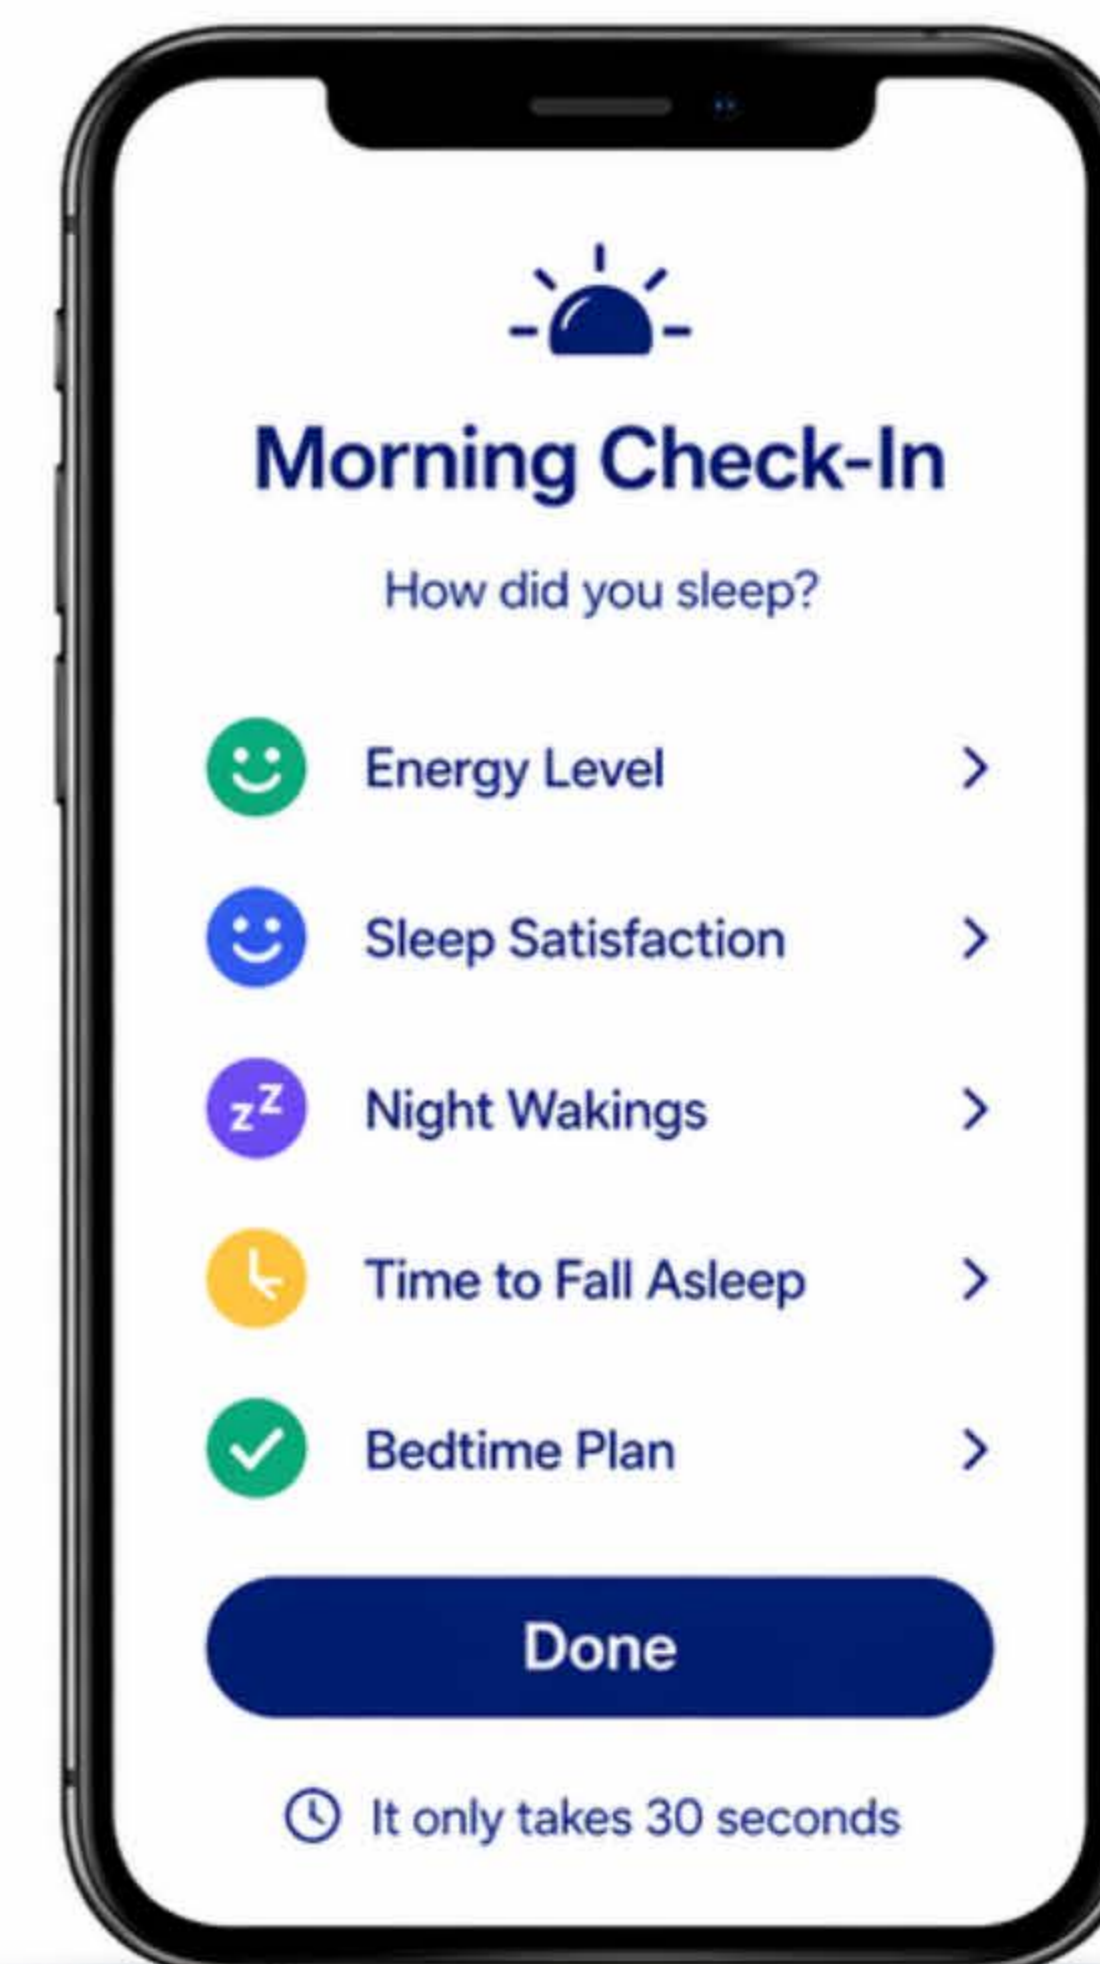 Morning Check-In
How did you sleep?
Energy Level
Sleep Satisfaction
zZ
Night Wakings
Time to Fall Asleep
Bedtime Plan
Done
It only takes 30 seconds